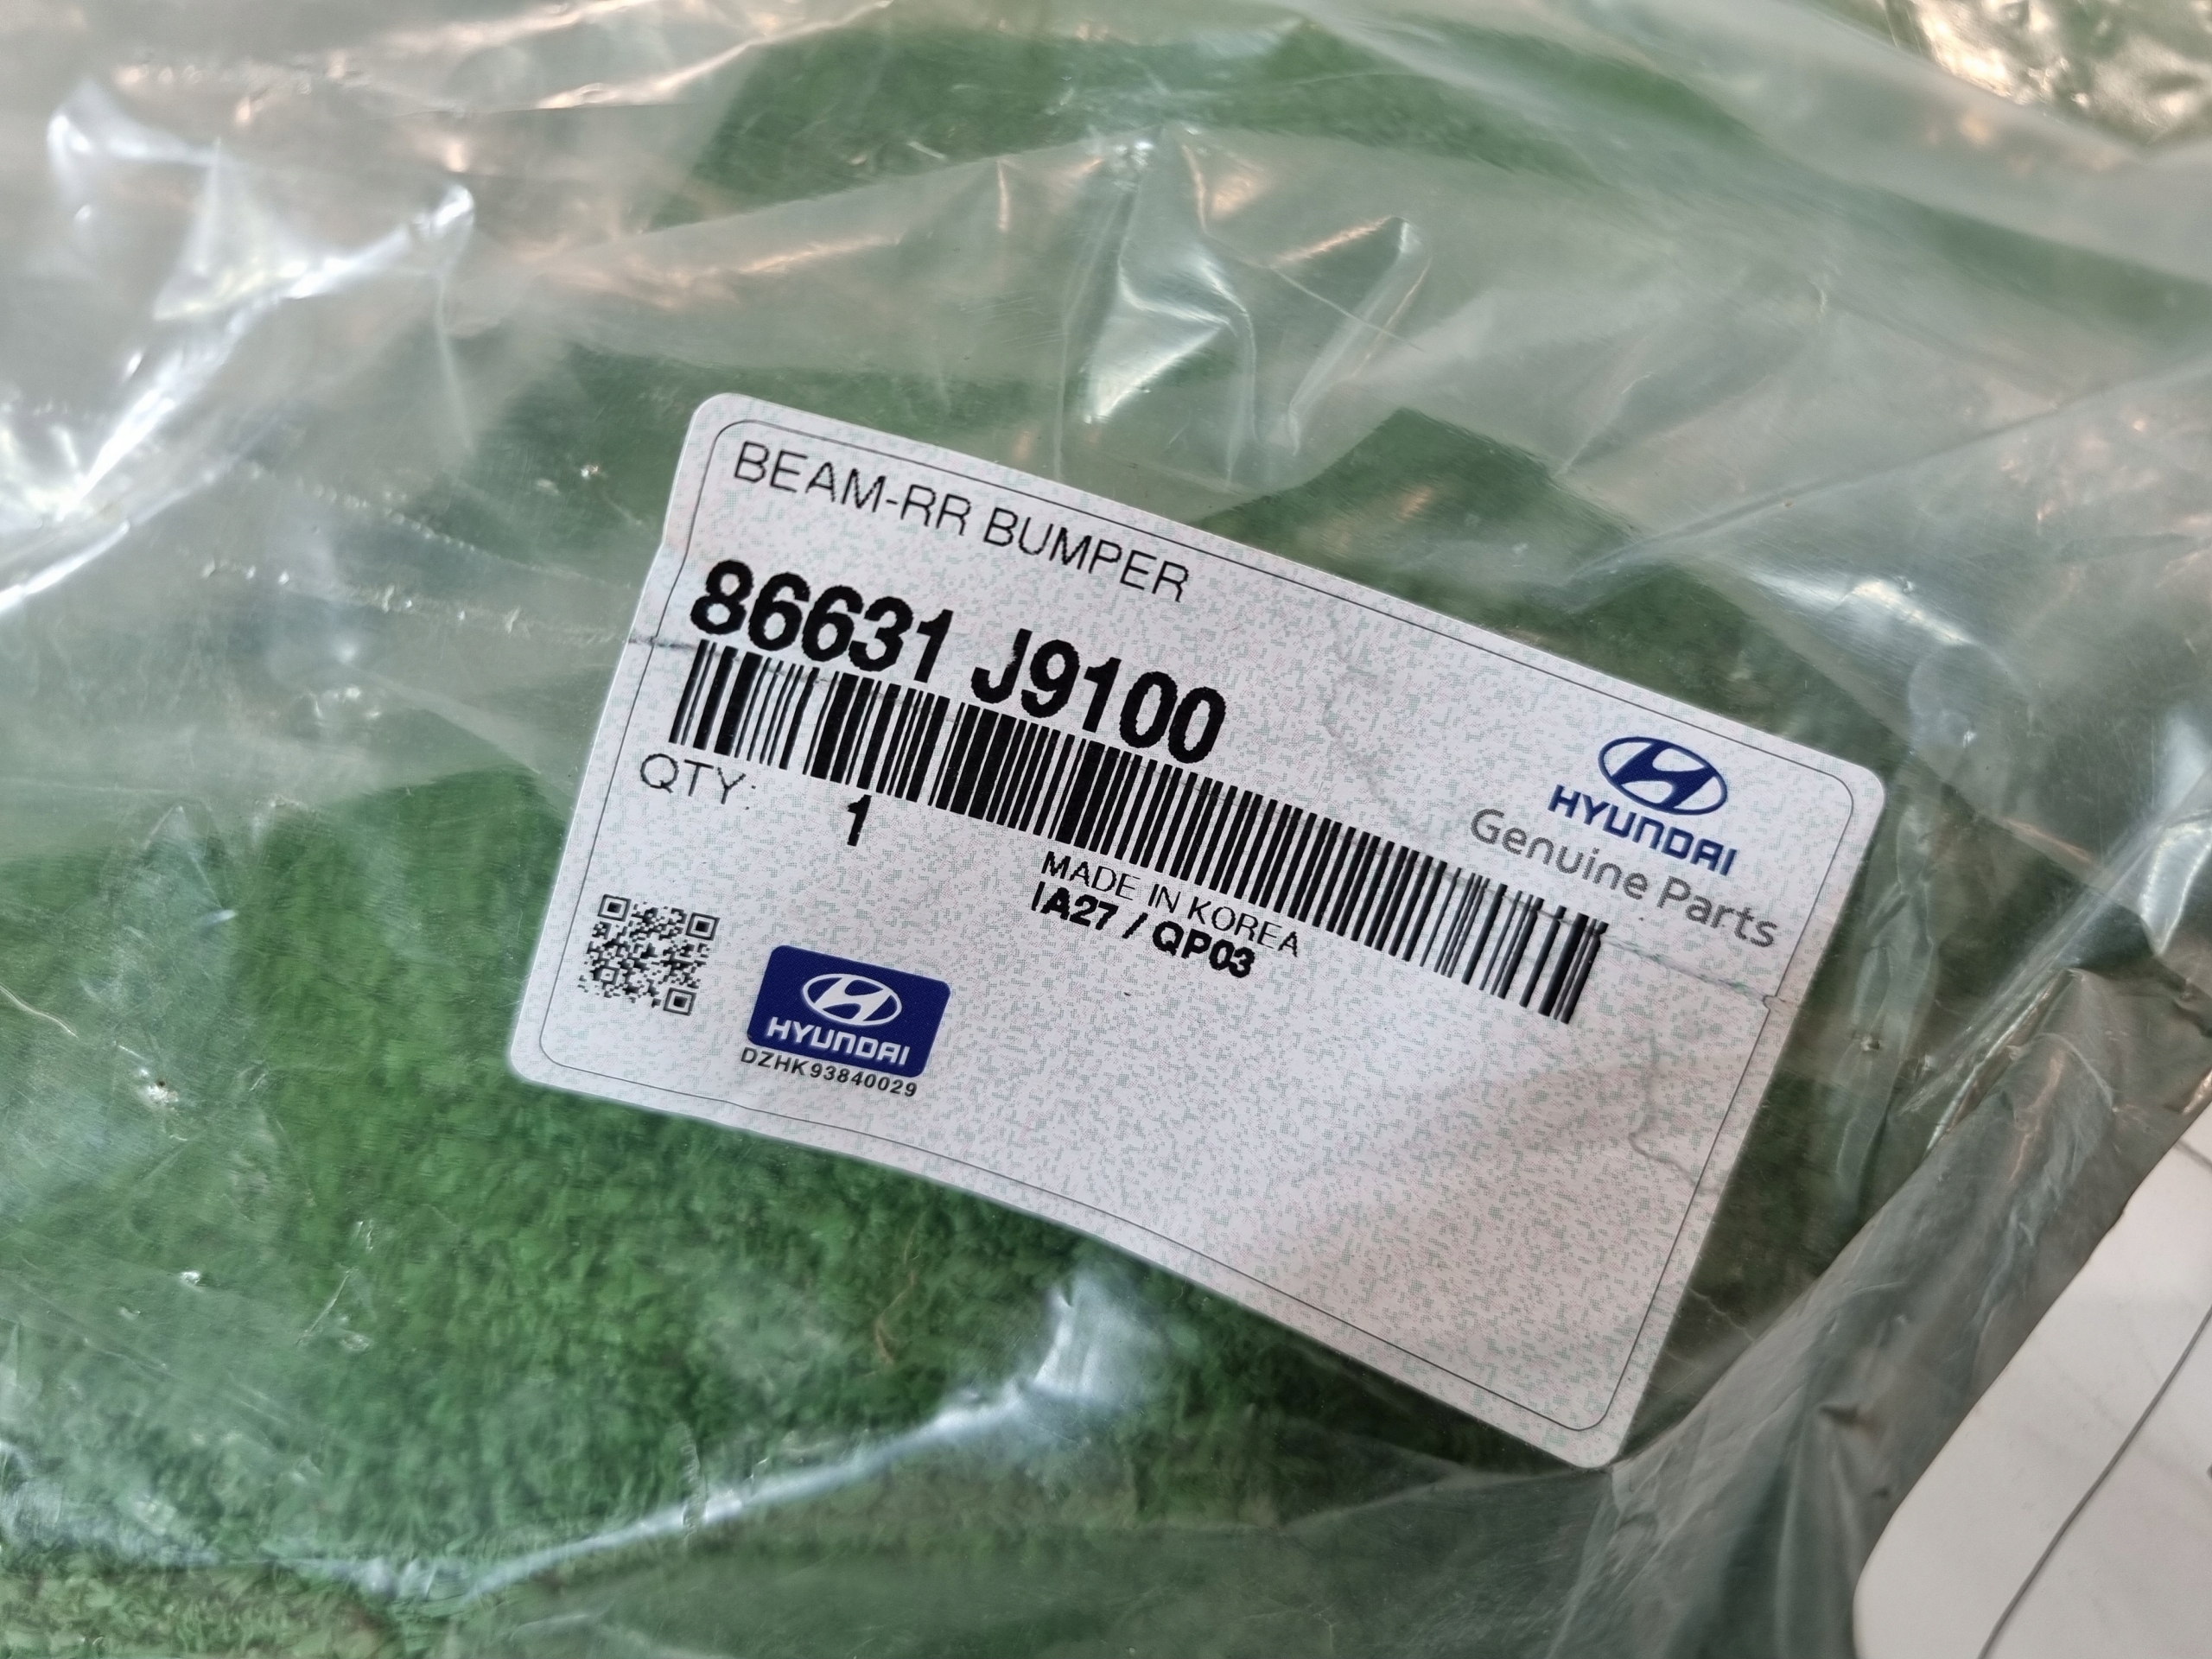 BEAM-RR BUMPER
86631 J9100
HYUNDAI
Genuine Parts
QTY: 1
MADE IN KOREA
IA27 / QP03
HYUNDAI
DZHK93840029